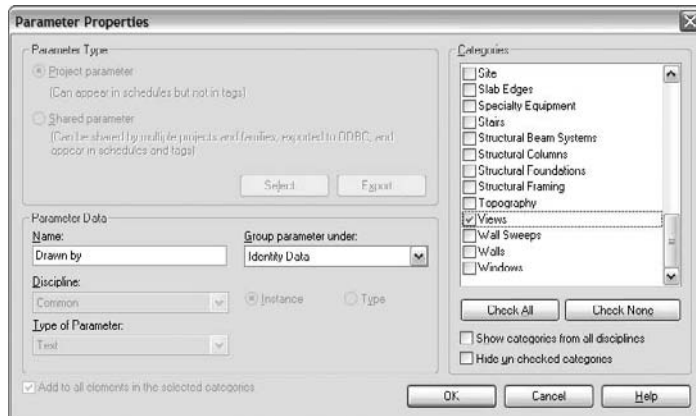 Parameter Properties
Parameter Type
Project parameter
(Can appear in schedules but not in tags)
Shared parameter
(Can be shared by multiple projects and families, exported to ODBC, and
appear in schedules and tags)
Select
Export
Parameter Data
Name:
Drawn by
Group parameter under:
Identity Data
Discipline:
Common
Instance
Type
Type of Parameter:
Text
Add to all elements in the selected categories
Categories
Site
Slab Edges
Specialty Equipment
Stairs
Structural Beam Systems
Structural Columns
Structural Foundations
Structural Framing
Topography
Views
Wall Sweeps
Walls
Windows
Check All
Check None
Show categories from all disciplines
Hide un checked categories
OK
Cancel
Help